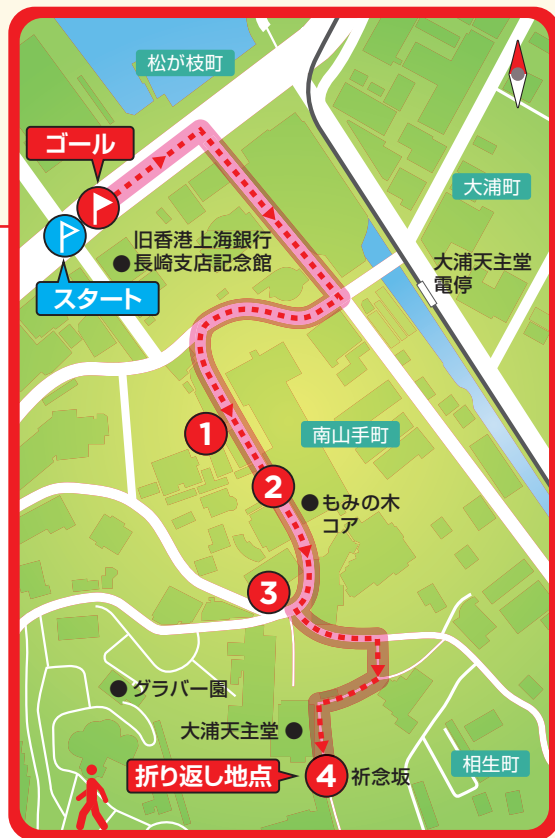 松が枝町
ゴール
大浦町
旧香港上海銀行
長崎支店記念館
大浦天主堂
電停
スタート
1
南山手町
2
もみの木
コア
3
グラバー園
大浦天主堂
折り返し地点
4
祈念坂
相生町